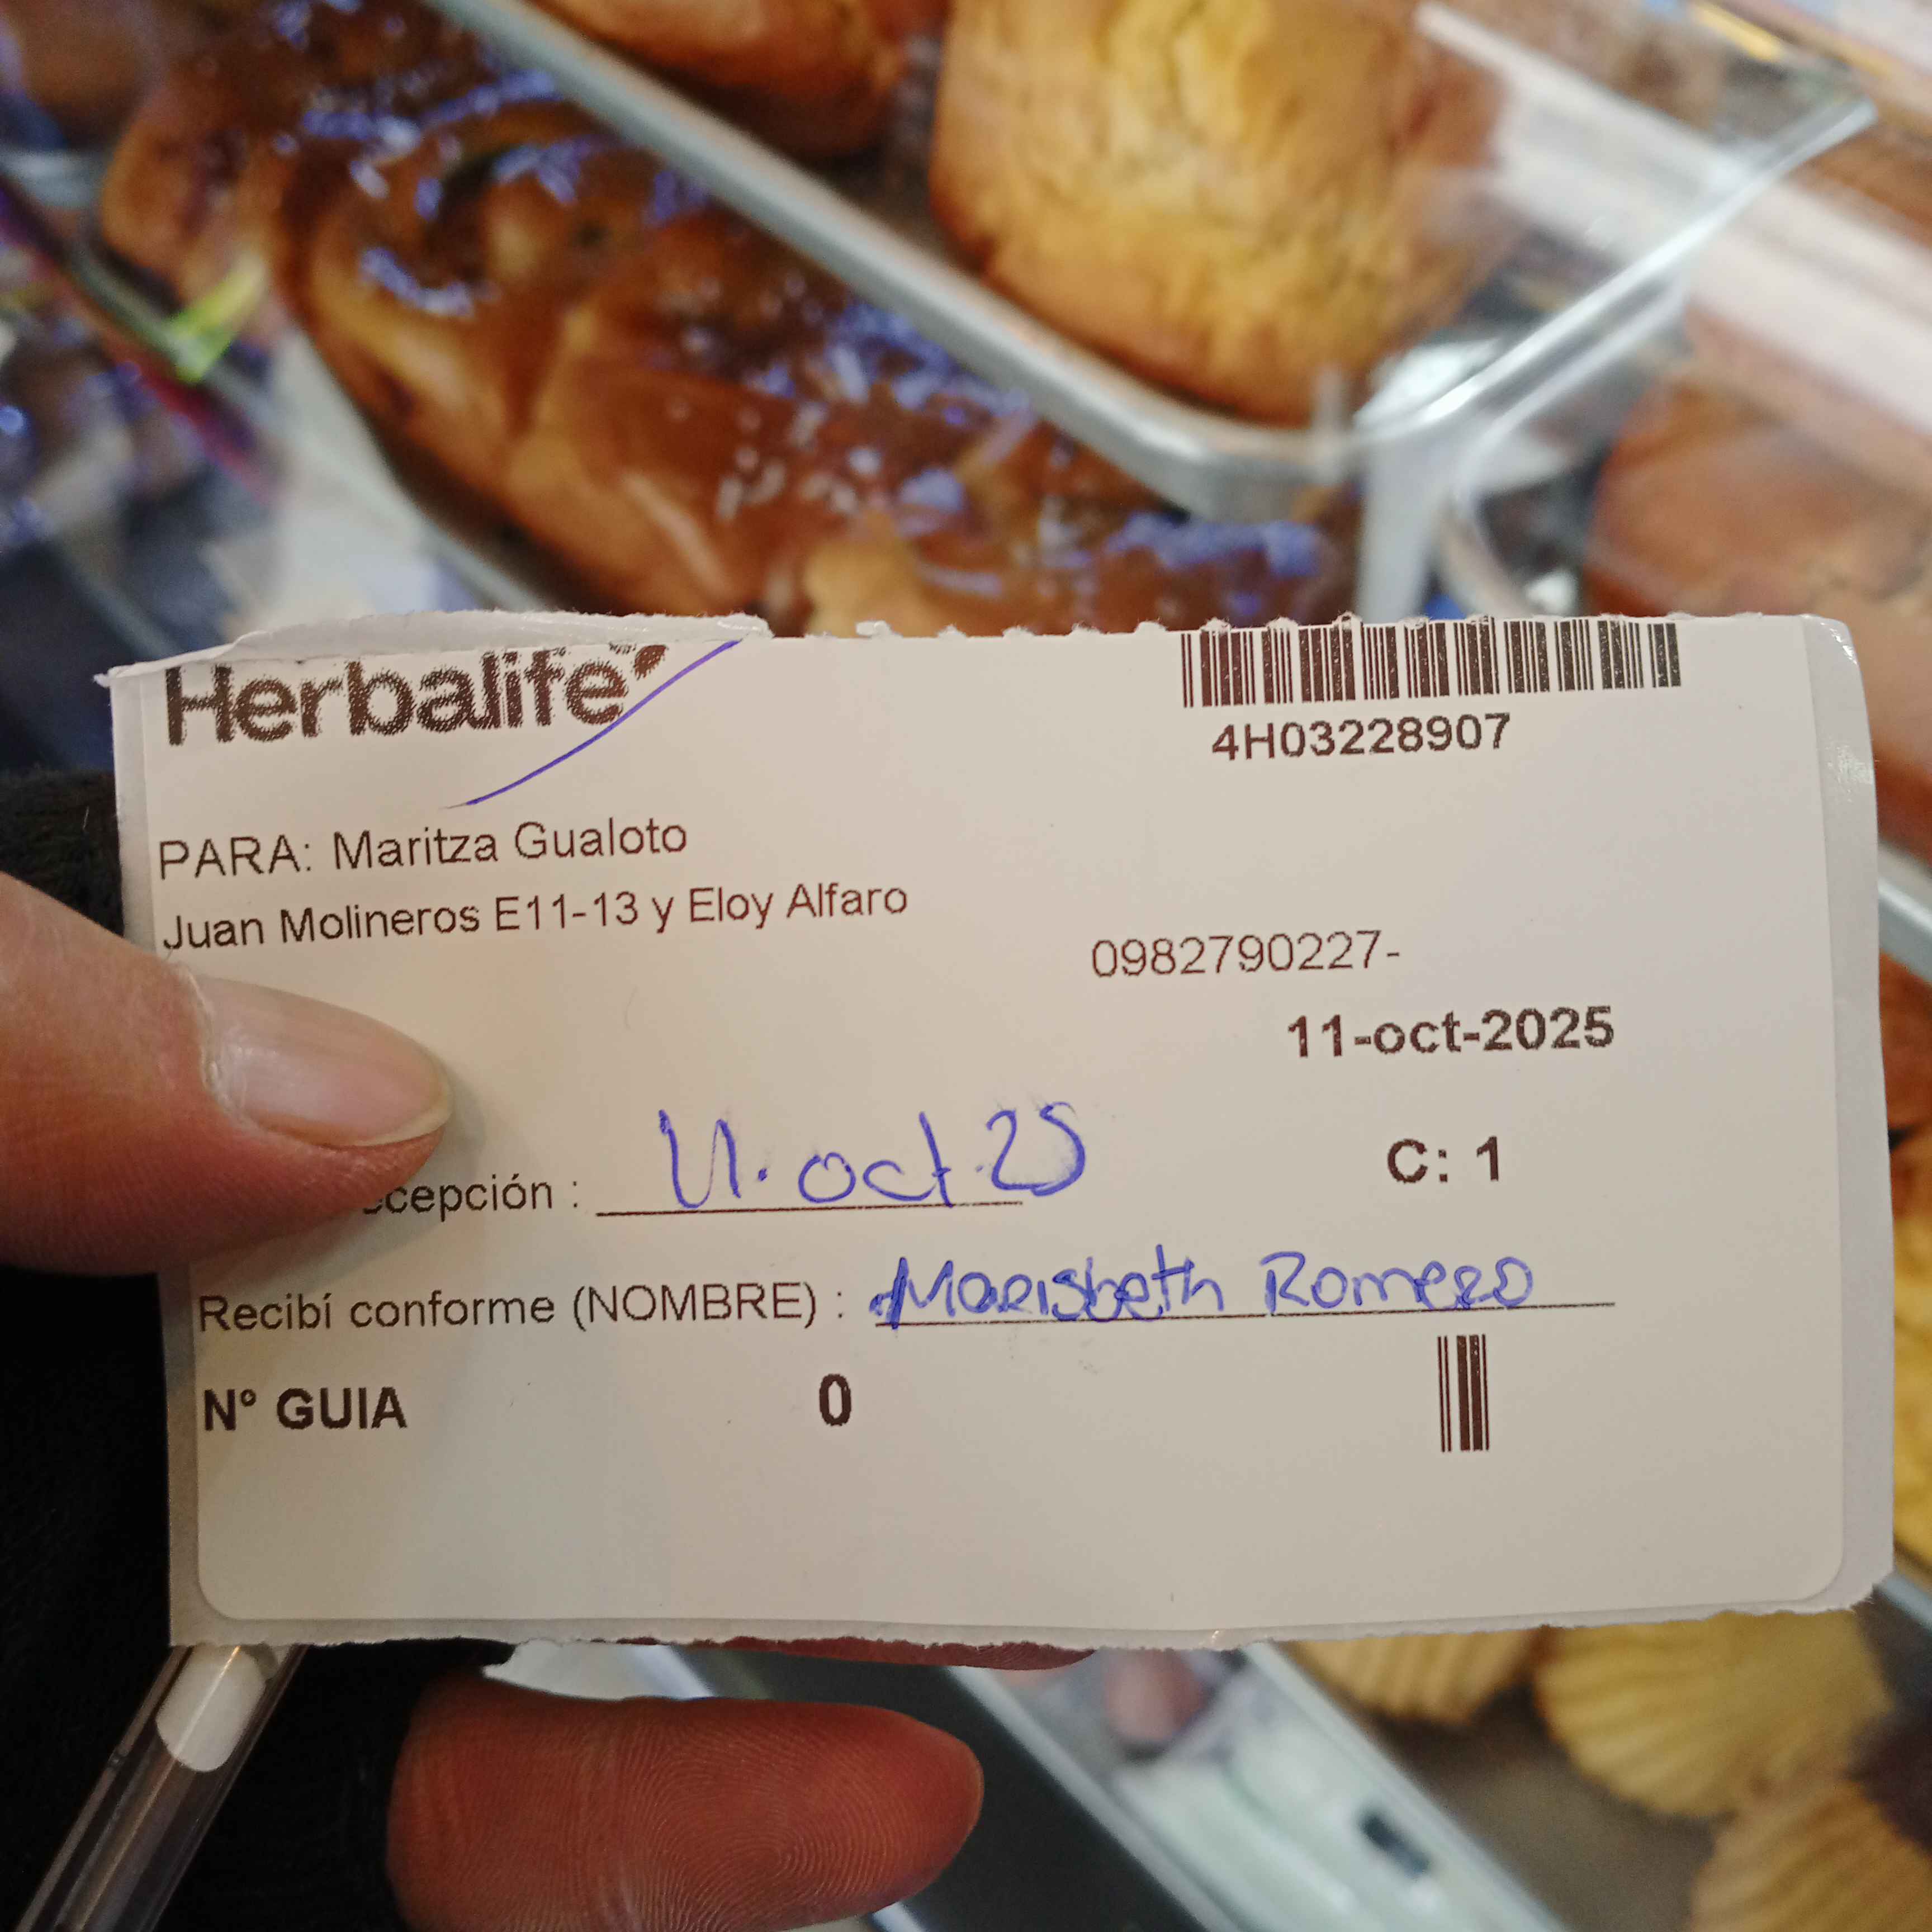 Herbalife
4H03228907
PARA: Maritza Gualoto
Juan Molineros E11-13 y Eloy Alfaro
0982790227-
11-oct-2025
cepción : 11. oct 25
C: 1
Recibí conforme (NOMBRE) : Marisbeth Romero
N° GUIA 0